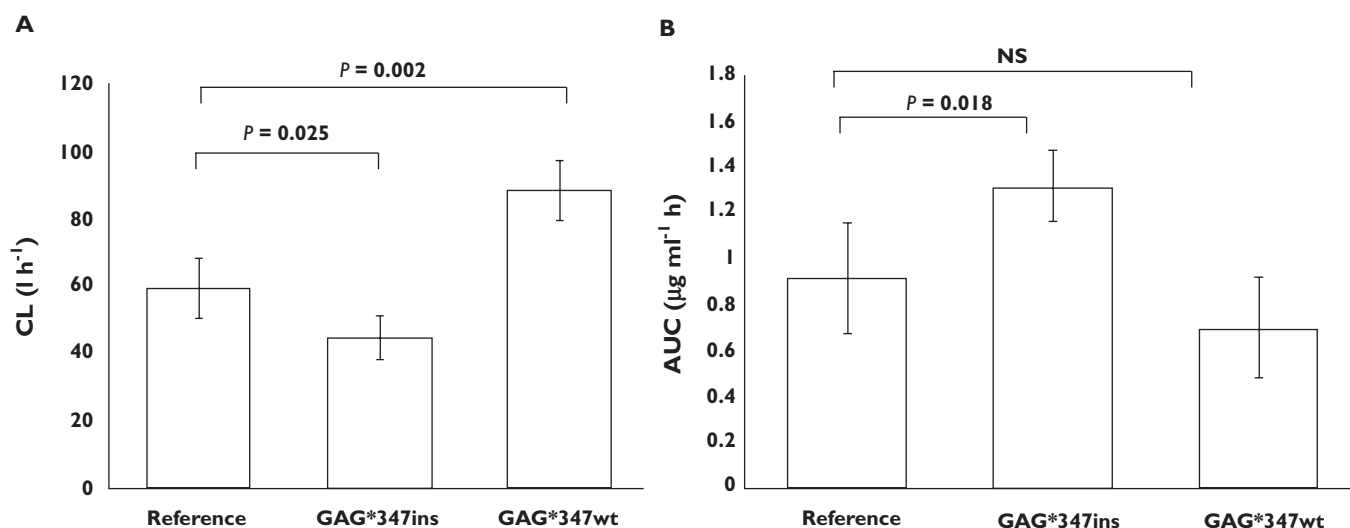 A
P = 0.002
P = 0.025
120
100
80
60
40
20
0
CL (l h⁻¹)
Reference GAG*347ins GAG*347wt
B
NS
P = 0.018
1.8
1.6
1.4
1.2
1
0.8
0.6
0.4
0.2
0
AUC (μg ml⁻¹ h)
Reference GAG*347ins GAG*347wt